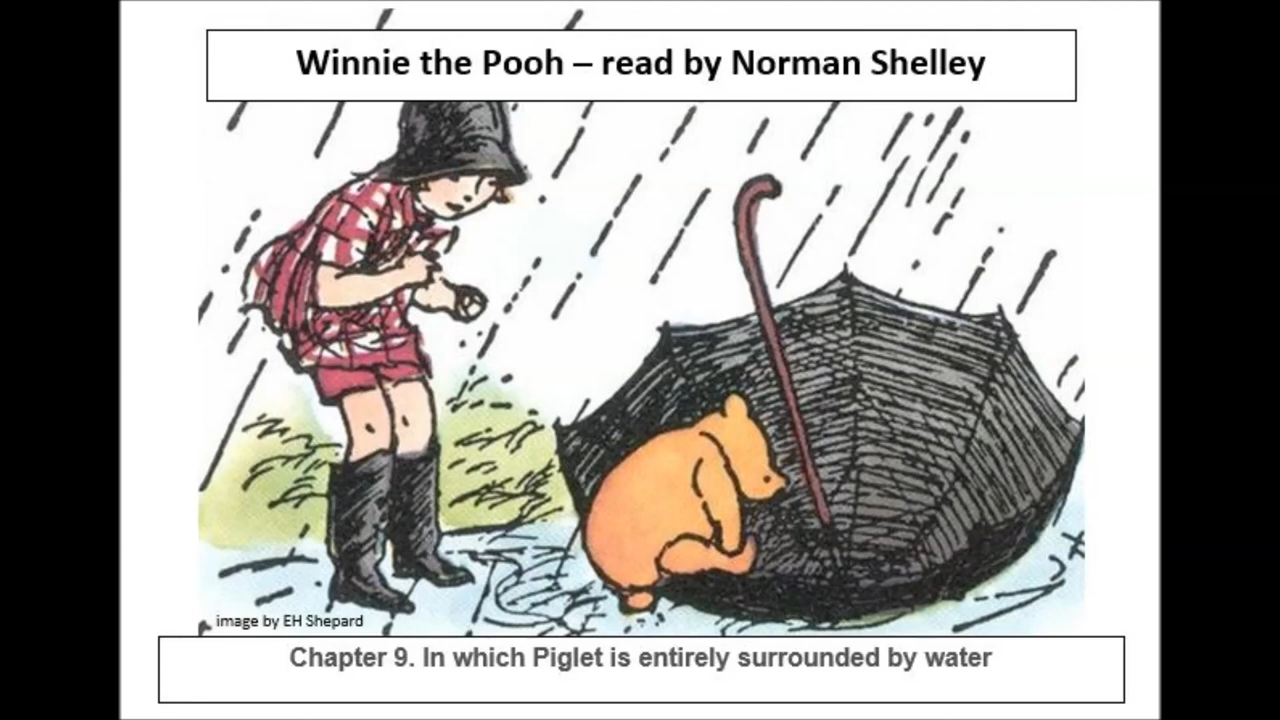 Winnie the Pooh – read by Norman Shelley
image by EH Shepard
Chapter 9. In which Piglet is entirely surrounded by water